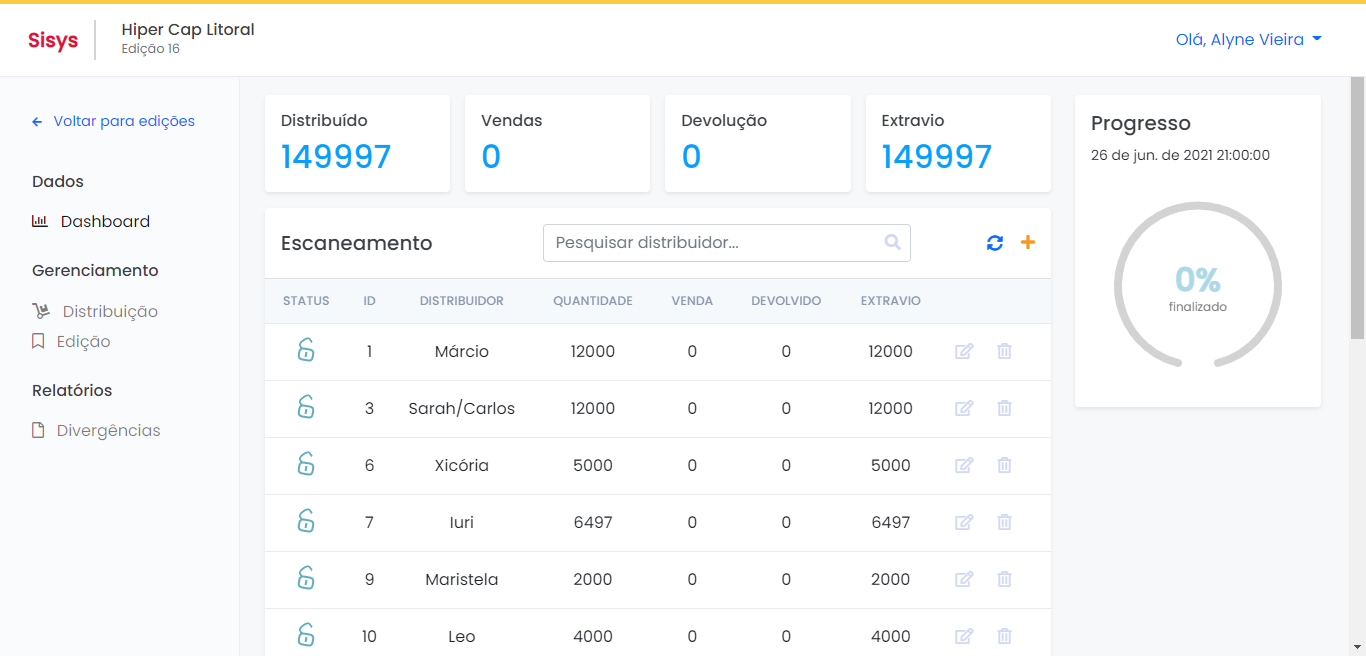 Sisys
Hiper Cap Litoral
Edição 16
Olá, Alyne Vieira
Voltar para edições
Dados
Dashboard
Gerenciamento
Distribuição
Edição
Relatórios
Divergências
Distribuído
149997
Vendas
0
Devolução
0
Extravio
149997
Escaneamento
Pesquisar distribuidor...
STATUS ID DISTRIBUIDOR QUANTIDADE VENDA DEVOLVIDO EXTRAVIO
1 Márcio 12000 0 0 12000
3 Sarah/Carlos 12000 0 0 12000
6 Xicória 5000 0 0 5000
7 Iuri 6497 0 0 6497
9 Maristela 2000 0 0 2000
10 Leo 4000 0 0 4000
Progresso
26 de jun. de 2021 21:00:00
0%
finalizado